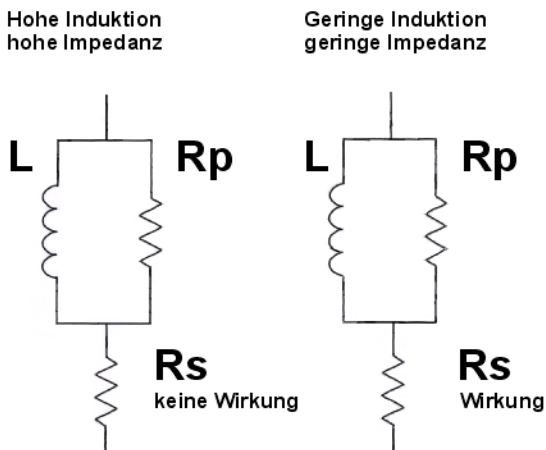 Hohe Induktion
hohe Impedanz
L
Rp
Rs
keine Wirkung
Geringe Induktion
geringe Impedanz
L
Rp
Rs
Wirkung